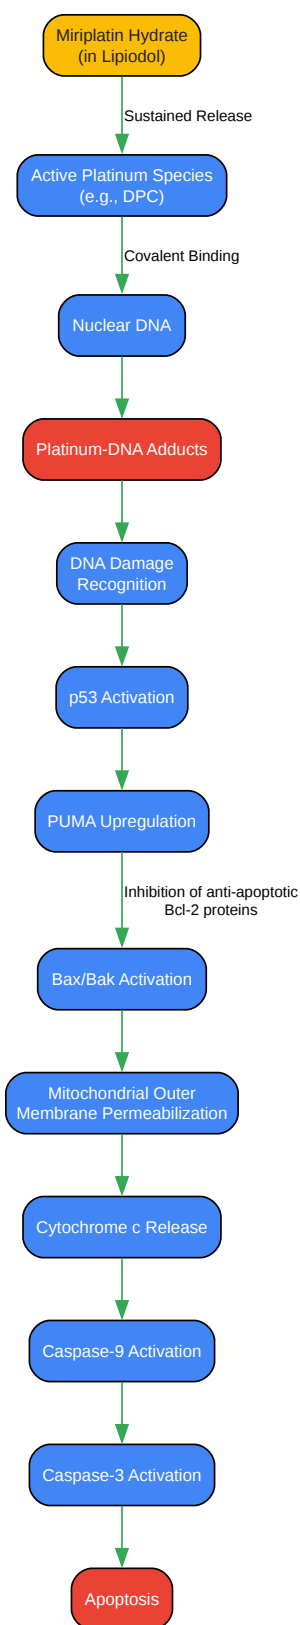 Miriplatin Hydrate
(in Lipiodol)
Sustained Release
Active Platinum Species
(e.g., DPC)
Covalent Binding
Nuclear DNA
Platinum-DNA Adducts
DNA Damage
Recognition
p53 Activation
PUMA Upregulation
Inhibition of anti-apoptotic
Bcl-2 proteins
Bax/Bak Activation
Mitochondrial Outer
Membrane Permeabilization
Cytochrome c Release
Caspase-9 Activation
Caspase-3 Activation
Apoptosis